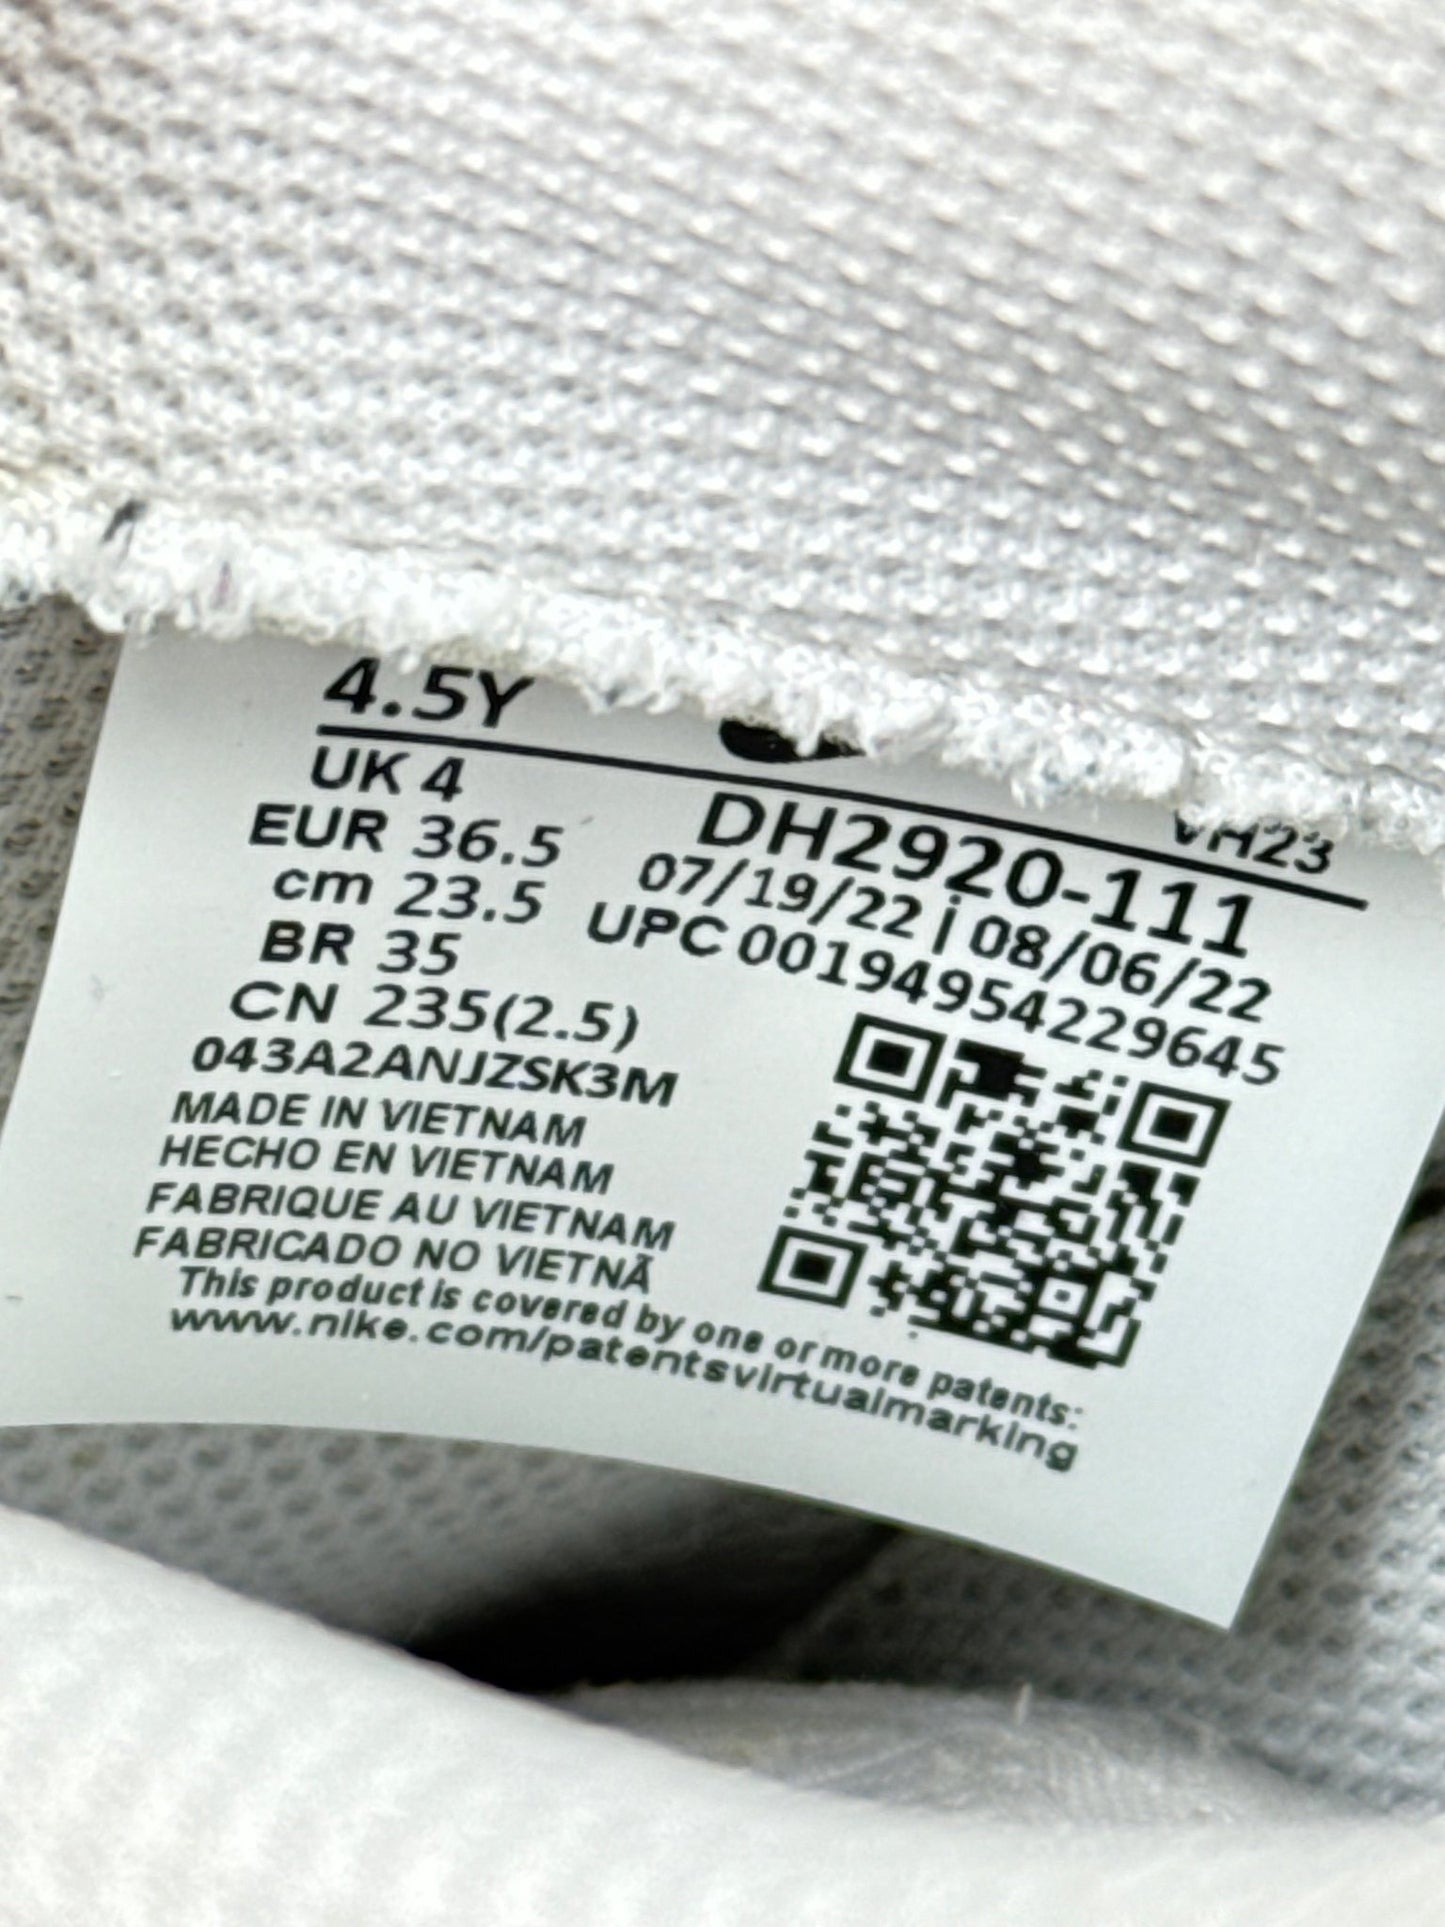 4.5Y
UK 4
EUR 36.5
cm 23.5
BR 35
CN 235(2.5)
043A2ANJZSK3M
MADE IN VIETNAM
HECHO EN VIETNAM
FABRIQUE AU VIETNAM
FABRICADO NO VIETNÃ
VH23
DH2920-111
07/19/22 | 08/06/22
UPC 00194954229645
This product is covered by one or more patents:
www.nike.com/patentsvirtualmarking